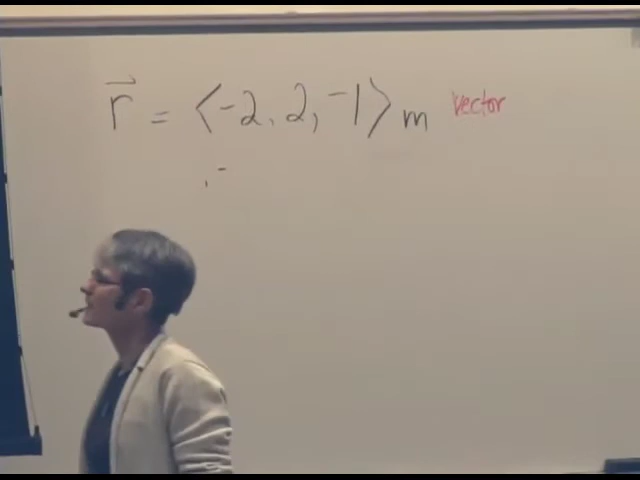 r⃗ = ⟨-2, 2, -1⟩ m vector